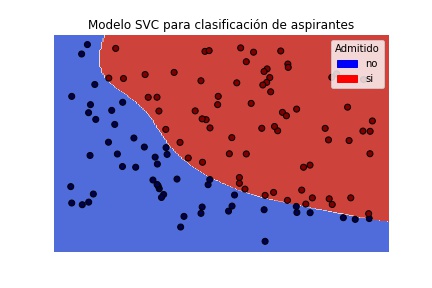 Modelo SVC para clasificación de aspirantes
Admitido
no
si